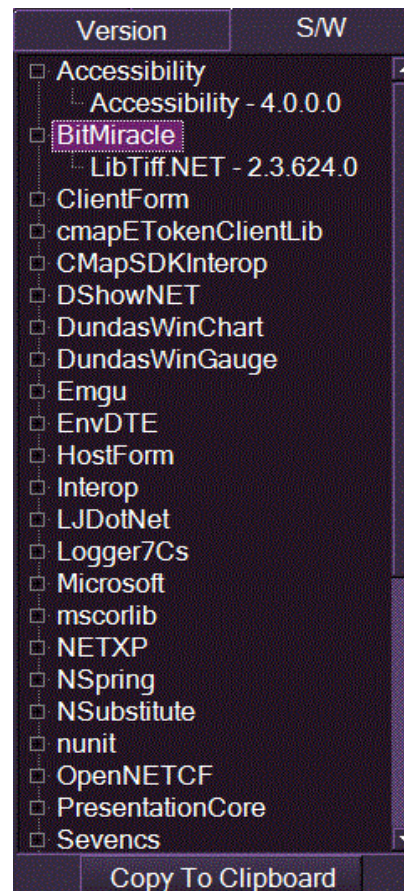 Version S/W
Accessibility
Accessibility - 4.0.0.0
BitMiracle
LibTiff.NET - 2.3.624.0
ClientForm
cmapETokenClientLib
CMapSDKInterop
DShowNET
DundasWinChart
DundasWinGauge
Emgu
EnvDTE
HostForm
Interop
LJDotNet
Logger7Cs
Microsoft
mscorlib
NETXP
NSpring
NSubstitute
nunit
OpenNETCF
PresentationCore
Sevencs
Copy To Clipboard